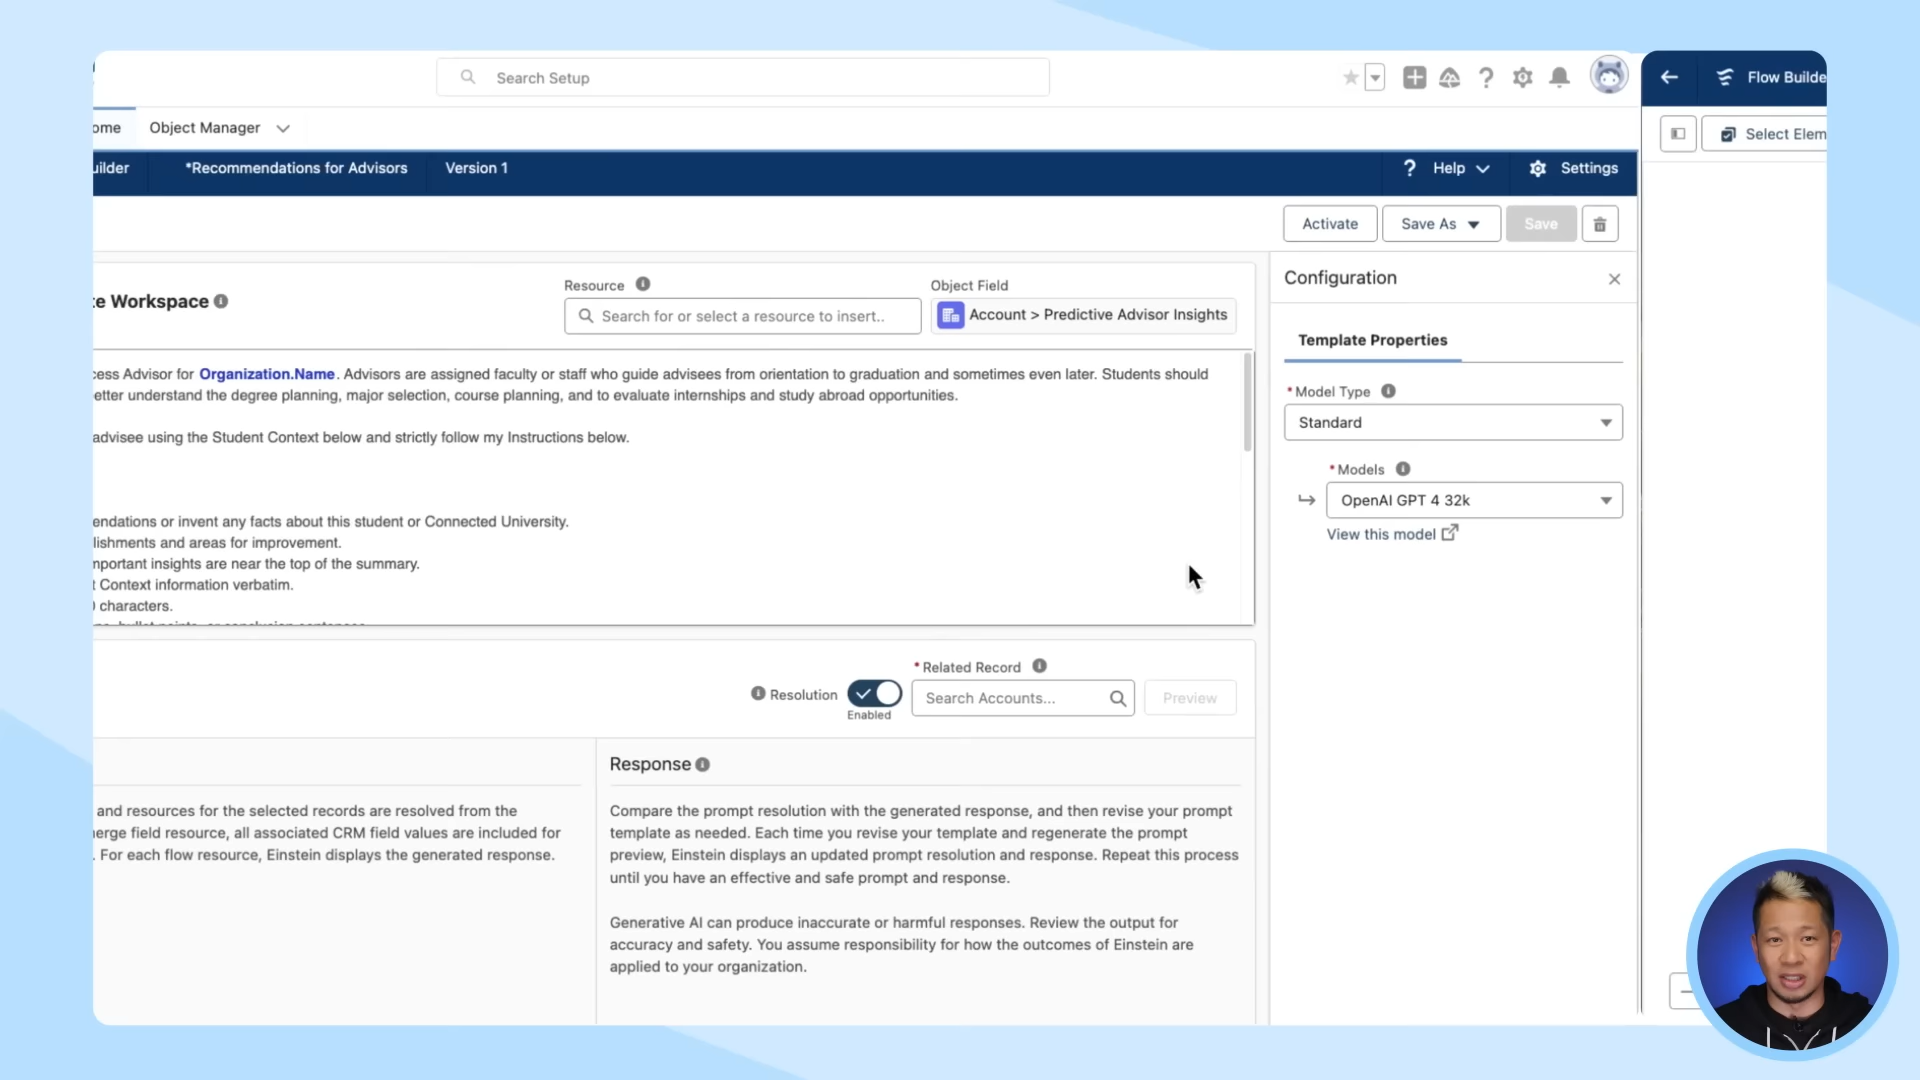 Search Setup
Flow Builde
ome
Object Manager
Select Elem
uilder
*Recommendations for Advisors
Version 1
? Help
Settings
Activate
Save As
Save
Configuration
te Workspace
Resource
Search for or select a resource to insert..
Object Field
Account > Predictive Advisor Insights
Template Properties
cess Advisor for Organization.Name. Advisors are assigned faculty or staff who guide advisees from orientation to graduation and sometimes even later. Students should
etter understand the degree planning, major selection, course planning, and to evaluate internships and study abroad opportunities.
advisee using the Student Context below and strictly follow my Instructions below.
endations or invent any facts about this student or Connected University.
lishments and areas for improvement.
mportant insights are near the top of the summary.
t Context information verbatim.
characters.
bullet points, or conclusion sentences
*Model Type
Standard
*Models
OpenAI GPT 4 32k
View this model
Resolution
Enabled
*Related Record
Search Accounts...
Preview
and resources for the selected records are resolved from the
erge field resource, all associated CRM field values are included for
. For each flow resource, Einstein displays the generated response.
Response
Compare the prompt resolution with the generated response, and then revise your prompt
template as needed. Each time you revise your template and regenerate the prompt
preview, Einstein displays an updated prompt resolution and response. Repeat this process
until you have an effective and safe prompt and response.
Generative AI can produce inaccurate or harmful responses. Review the output for
accuracy and safety. You assume responsibility for how the outcomes of Einstein are
applied to your organization.